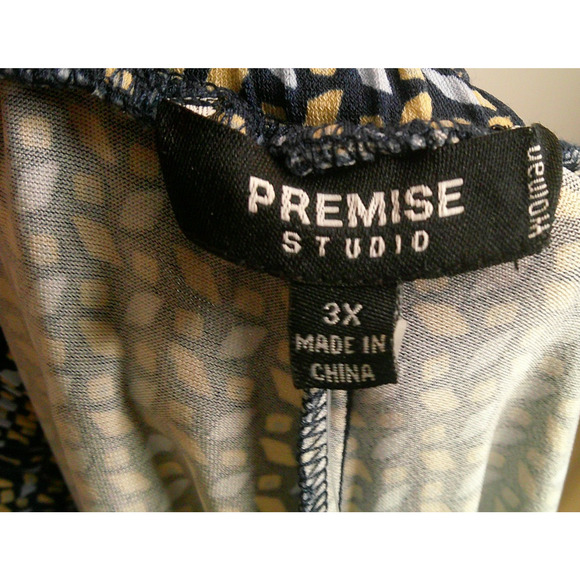 PREMISE
STUDIO
Woman
3X
MADE IN
CHINA